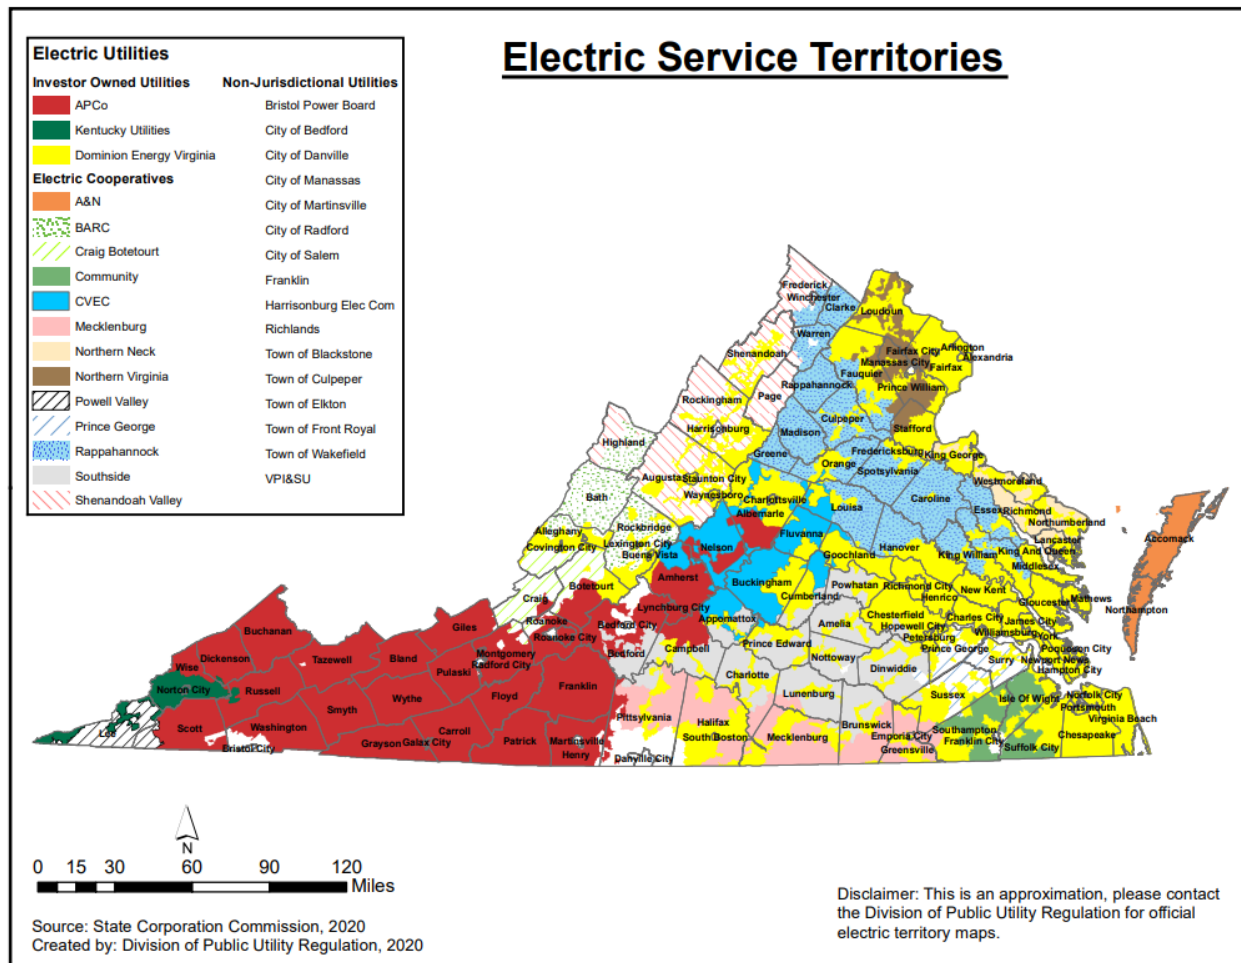 Electric Service Territories
Electric Utilities
Investor Owned Utilities
APCo
Kentucky Utilities
Dominion Energy Virginia
Electric Cooperatives
A&N
BARC
Craig Botetourt
Community
CVEC
Mecklenburg
Northern Neck
Northern Virginia
Powell Valley
Prince George
Rappahannock
Southside
Shenandoah Valley
Non-Jurisdictional Utilities
Bristol Power Board
City of Bedford
City of Danville
City of Manassas
City of Martinsville
City of Radford
City of Salem
Franklin
Harrisonburg Elec Com
Richlands
Town of Blackstone
Town of Culpeper
Town of Elkton
Town of Front Royal
Town of Wakefield
VPI&SU
Frederick
Winchester
Clarke
Loudoun
Warren
Shenandoah
Fairfax City
Arlington
Alexandria
Manassas City
Fairfax
Fauquier
Rappahannock
Prince William
Page
Rockingham
Culpeper
Stafford
Harrisonburg
Madison
Highland
Greene
Orange
Fredericksburg
King George
Spotsylvania
Augusta
Staunton City
Westmoreland
Bath
Waynesboro
Charlottsville
Albemarle
Louisa
Caroline
Essex
Richmond
Northumberland
Alleghany
Rockbridge
Fluvanna
Lancaster
Accomack
Covington City
Lexington City
Buena Vista
Nelson
Goochland
Hanover
King William
King And Queen
Middlesex
Botetourt
Amherst
Buckingham
Powhatan
Richmond City
Henrico
New Kent
Cumberland
Craig
Lynchburg City
Gloucester
Mathews
Northampton
Chesterfield
Charles City
James City
Appomattox
Amelia
Hopewell City
Williamsburg
York
Roanoke
Bedford City
Buchanan
Giles
Roanoke City
Petersburg
Prince George
Poquoson City
Campbell
Prince Edward
Nottoway
Dinwiddie
Surry
Newport News
Hampton City
Dickenson
Tazewell
Bland
Montgomery
Radford City
Bedford
Wise
Pulaski
Charlotte
Norton City
Russell
Wythe
Floyd
Franklin
Lunenburg
Sussex
Isle Of Wight
Norfolk City
Portsmouth
Smyth
Pittsylvania
Halifax
Brunswick
Virginia Beach
Lee
Scott
Washington
Carroll
South Boston
Mecklenburg
Emporia City
Southampton
Chesapeake
Bristol City
Grayson
Galax City
Patrick
Martinsville
Henry
Greensville
Franklin City
Suffolk City
Danville City
N
0 15 30 60 90 120
Miles
Source: State Corporation Commission, 2020
Created by: Division of Public Utility Regulation, 2020
Disclaimer: This is an approximation, please contact
the Division of Public Utility Regulation for official
electric territory maps.